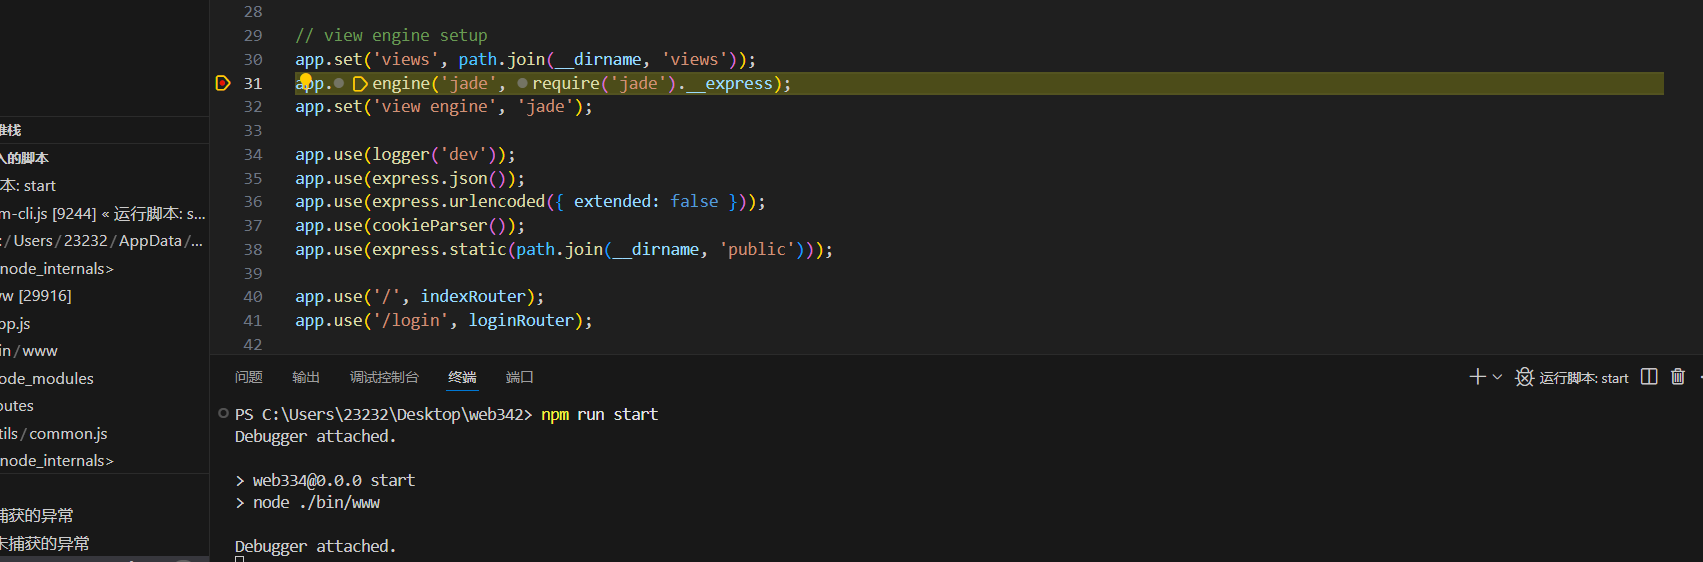 28
29 // view engine setup
30 app.set('views', path.join(__dirname, 'views'));
31 app.engine('jade', require('jade').__express);
32 app.set('view engine', 'jade');
33
34 app.use(logger('dev'));
35 app.use(express.json());
36 app.use(express.urlencoded({ extended: false }));
37 app.use(cookieParser());
38 app.use(express.static(path.join(__dirname, 'public')));
39
40 app.use('/', indexRouter);
41 app.use('/login', loginRouter);
42
堆栈
入的脚本
本: start
m-cli.js [9244] « 运行脚本: s...
:/Users/23232/AppData/...
node_internals>
w [29916]
pp.js
in/www
ode_modules
outes
tils/common.js
node_internals>
捕获的异常
未捕获的异常
问题 输出 调试控制台 终端 端口
运行脚本: start
PS C:\Users\23232\Desktop\web342> npm run start
Debugger attached.
> web334@0.0.0 start
> node ./bin/www
Debugger attached.